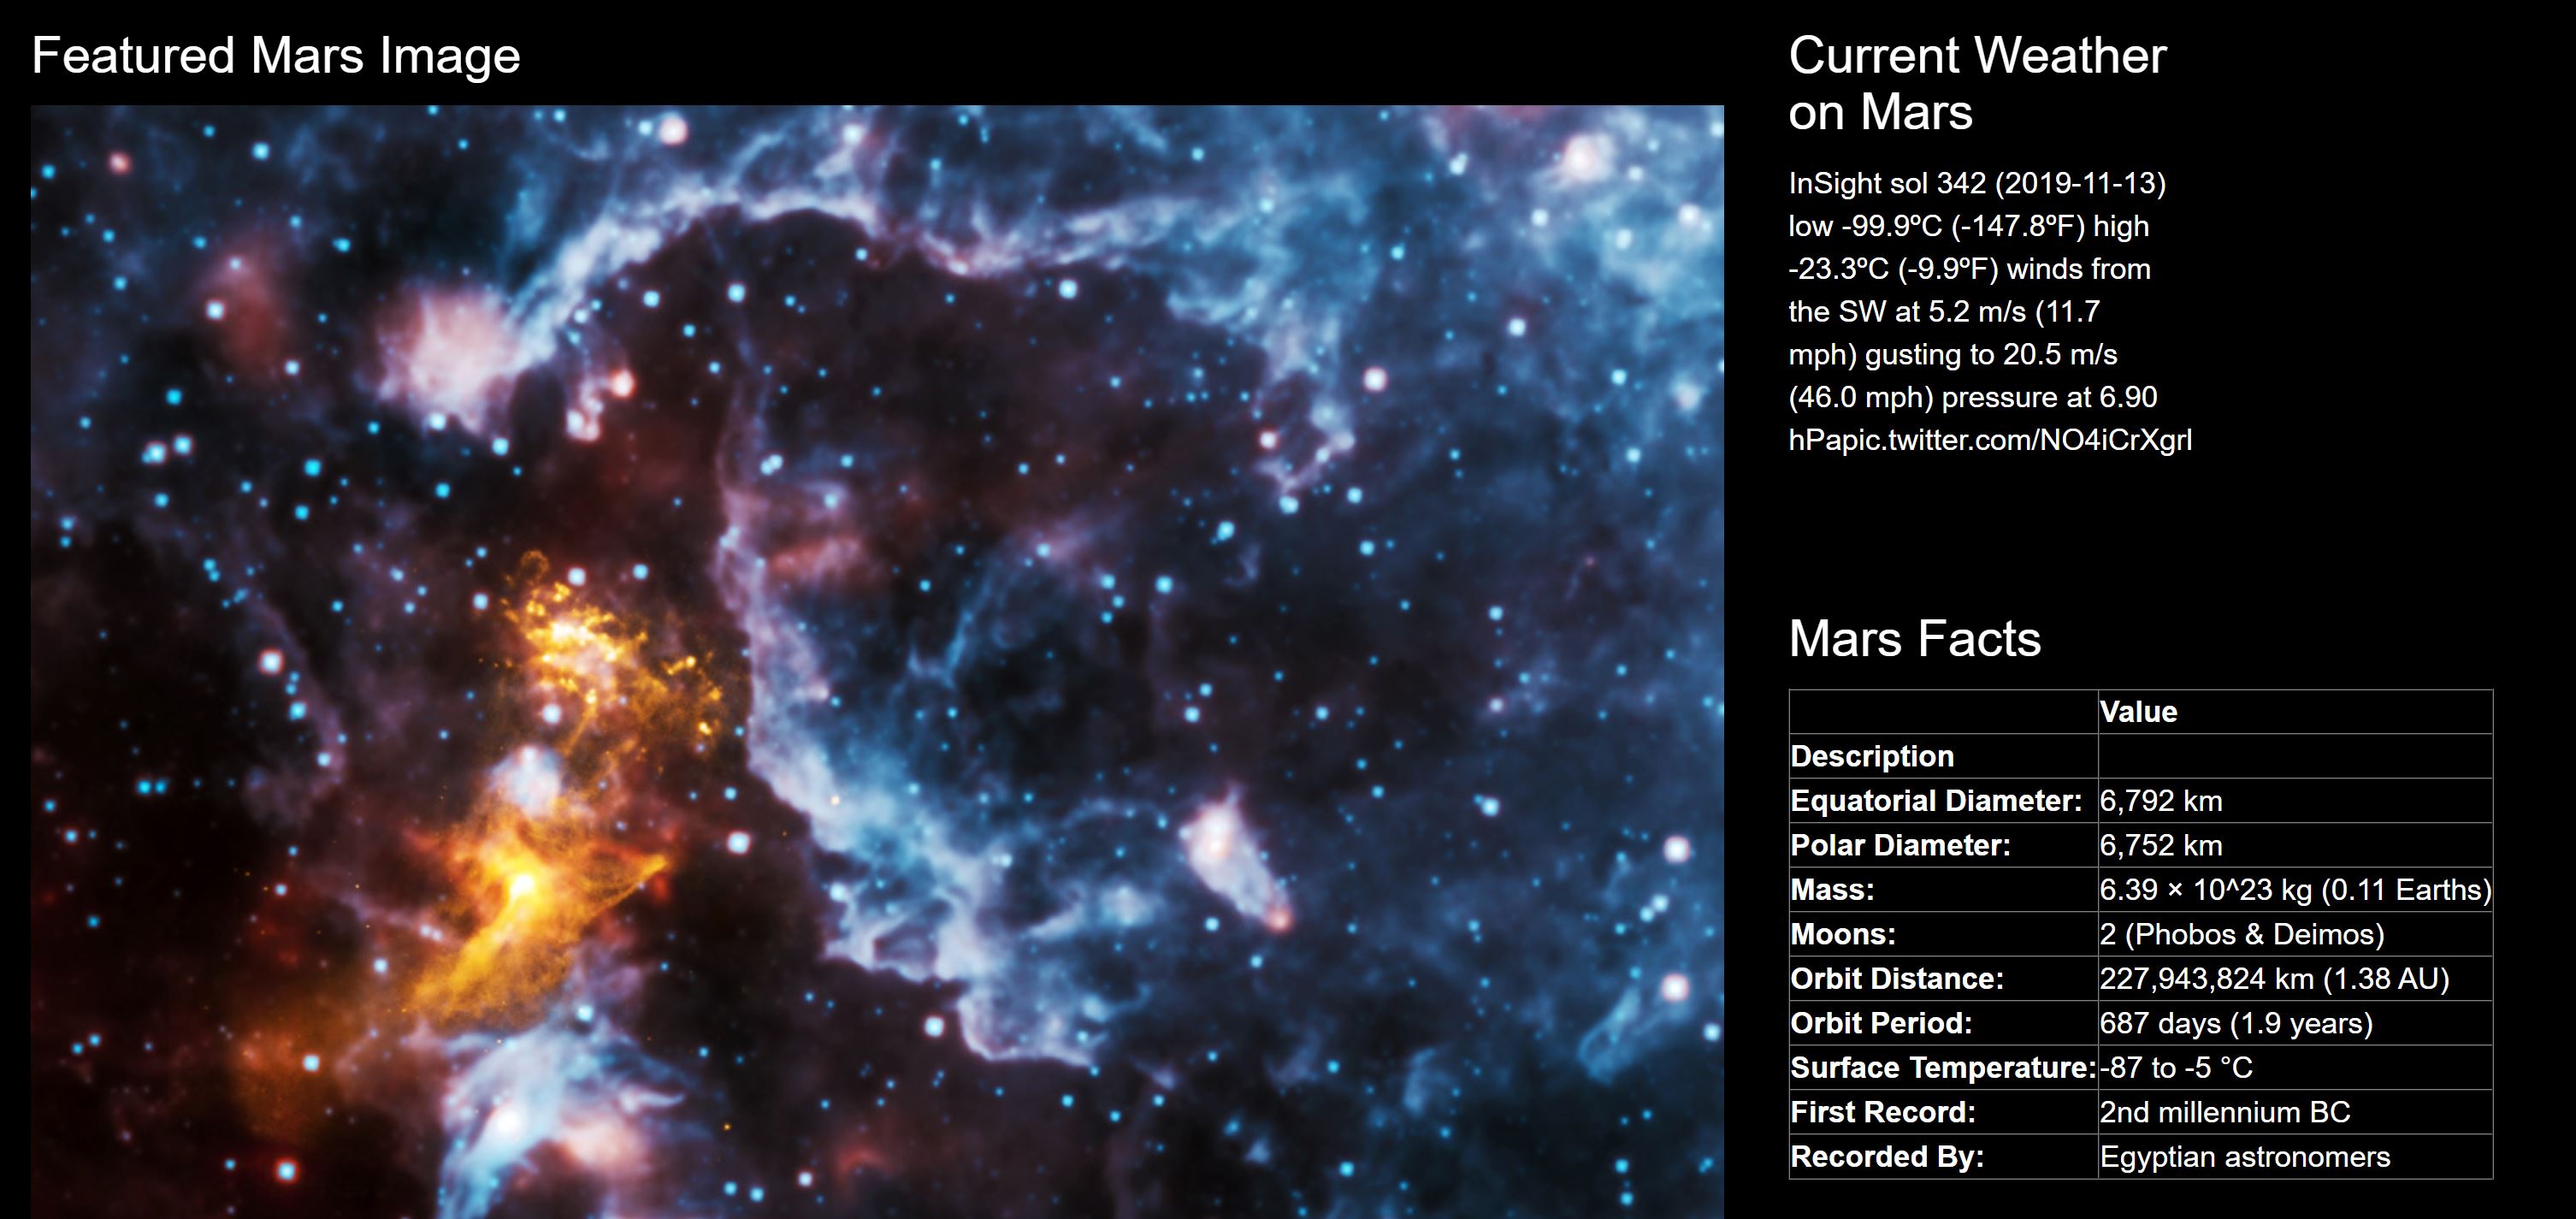 Featured Mars Image
Current Weather
on Mars
InSight sol 342 (2019-11-13)
low -99.9ºC (-147.8ºF) high
-23.3ºC (-9.9ºF) winds from
the SW at 5.2 m/s (11.7
mph) gusting to 20.5 m/s
(46.0 mph) pressure at 6.90
hPapic.twitter.com/NO4iCrXgrl
Mars Facts
Value
Description
Equatorial Diameter: 6,792 km
Polar Diameter: 6,752 km
Mass: 6.39 × 10^23 kg (0.11 Earths)
Moons: 2 (Phobos & Deimos)
Orbit Distance: 227,943,824 km (1.38 AU)
Orbit Period: 687 days (1.9 years)
Surface Temperature: -87 to -5 °C
First Record: 2nd millennium BC
Recorded By: Egyptian astronomers